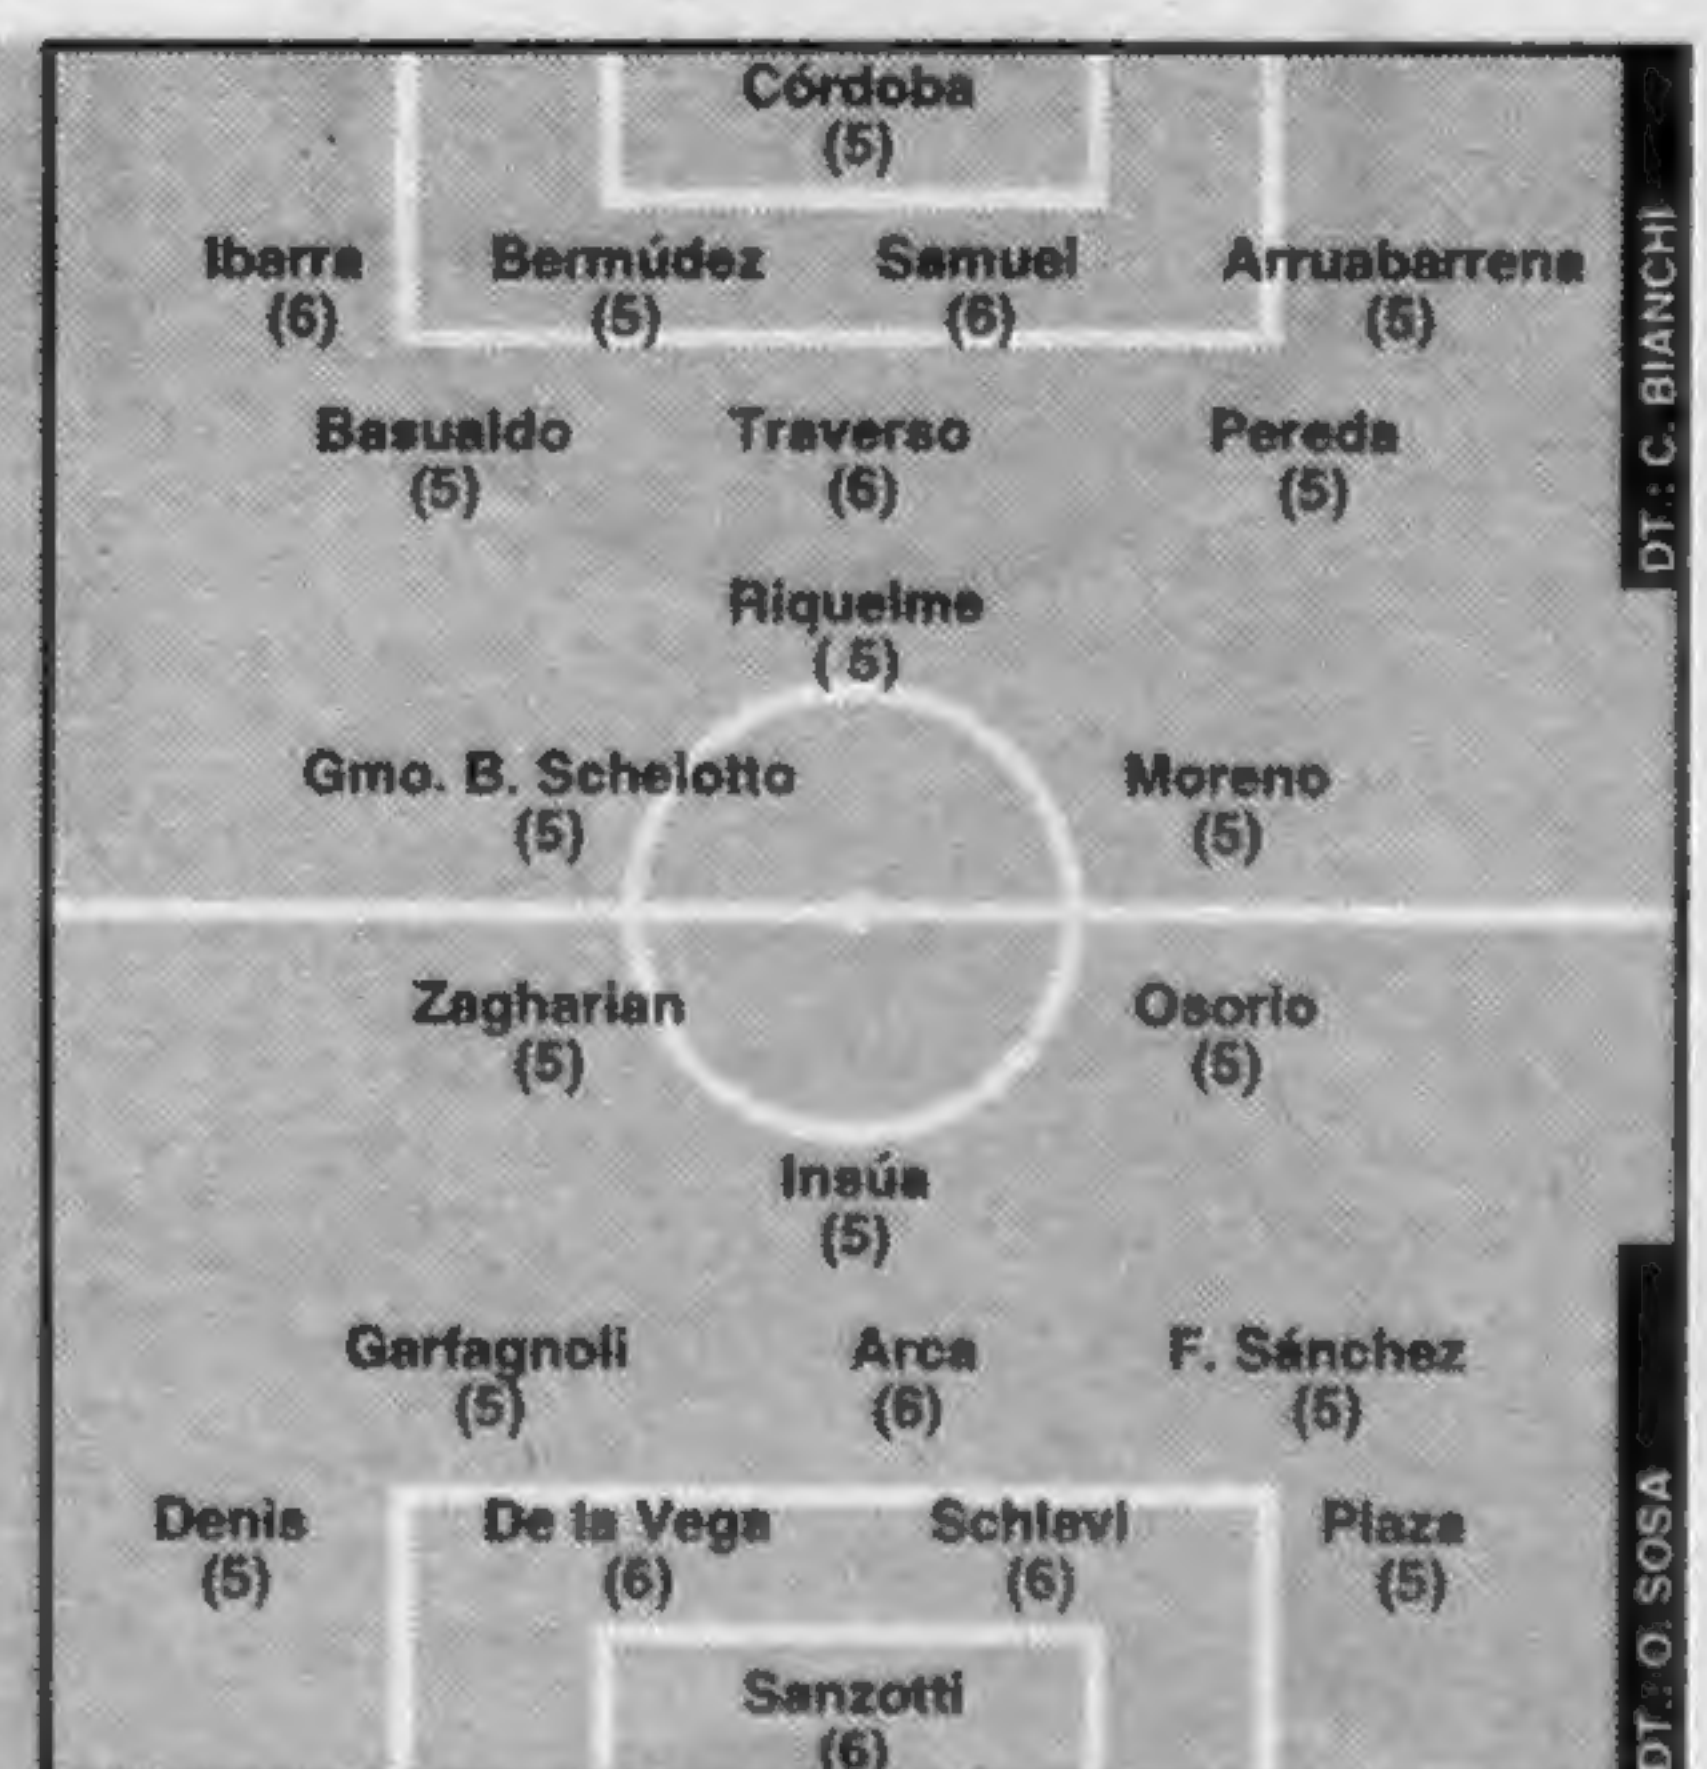 Córdoba
(5)
Ibarra Bermúdez Samuel Arruabarrena
(6) (5) (6) (5)
Basualdo Traverso Pereda
(5) (6) (5)
Riquelme
( 5)
Gmo. B. Schelotto Moreno
(5) (5)
DT.: C. BIANCHI
Zagharian Osorio
(5) (5)
Insúa
(5)
Garfagnoli Arca F. Sánchez
(5) (6) (5)
Denis De la Vega Schiavi Plaza
(5) (6) (6) (5)
Sanzotti
(6)
DT.: O. SOSA